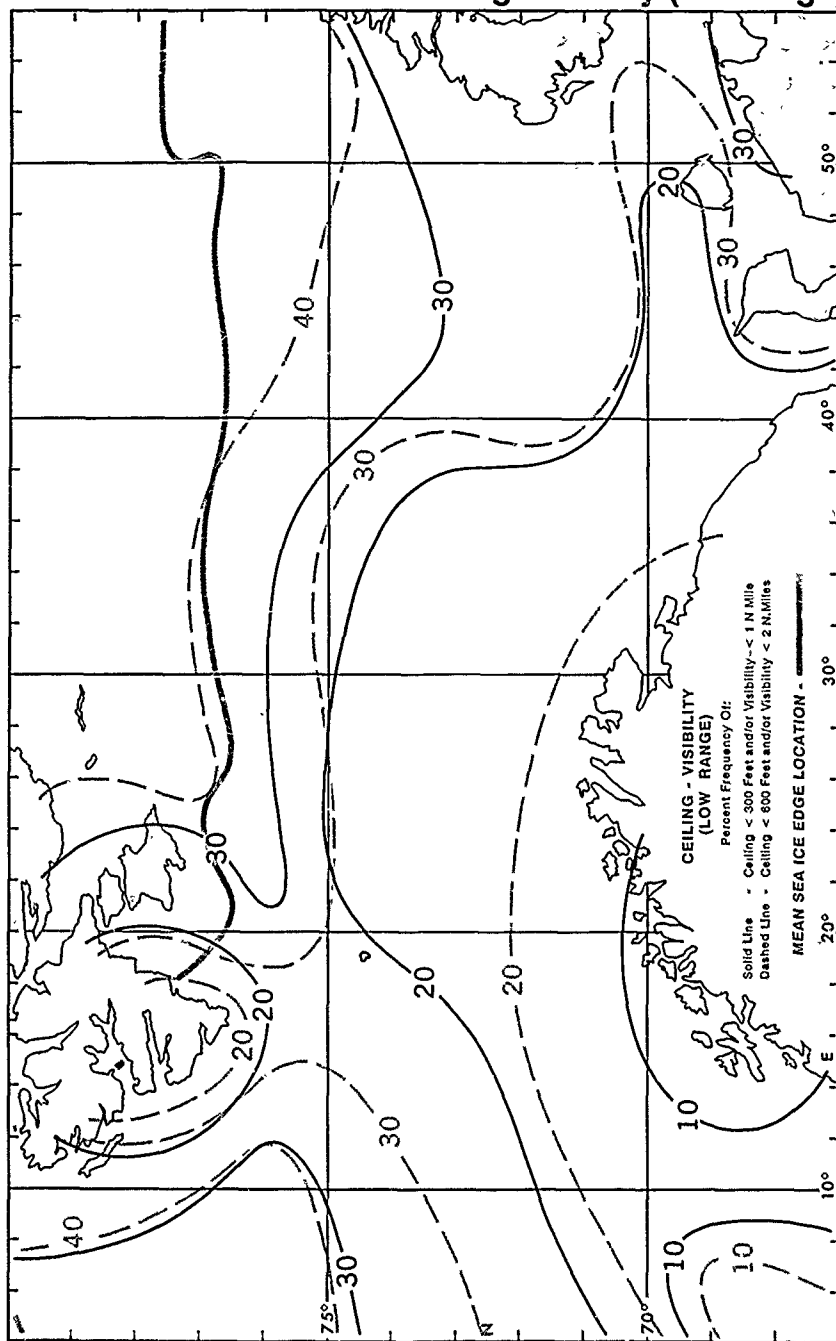 40
20
30
20
40
75°
30
30
30
30
20
N
20
70°
10
10
20
CEILING - VISIBILITY
(LOW RANGE)
Percent Frequency Of:
Solid Line - Ceiling < 300 Feet and/or Visibility < 1 N Mile
Dashed Line - Ceiling < 600 Feet and/or Visibility < 2 N.Miles
MEAN SEA ICE EDGE LOCATION -
10
30
30
10° E 20° 30° 40° 50°